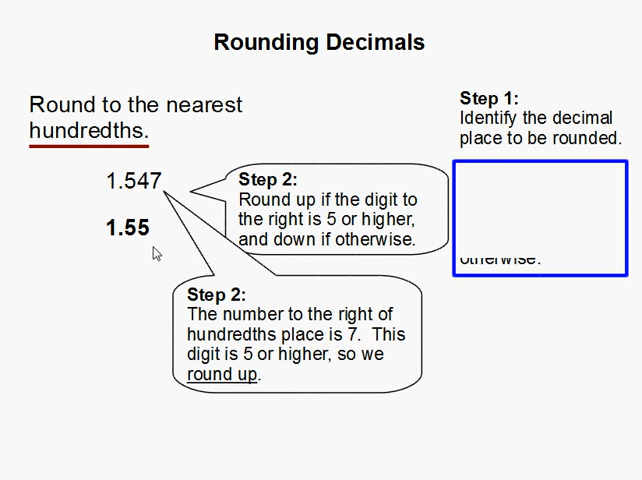 Rounding Decimals
Round to the nearest
hundredths.
1.547
1.55
Step 1:
Identify the decimal
place to be rounded.
Step 2:
Round up if the digit to
the right is 5 or higher,
and down if otherwise.
otherwise.
Step 2:
The number to the right of
hundredths place is 7. This
digit is 5 or higher, so we
round up.